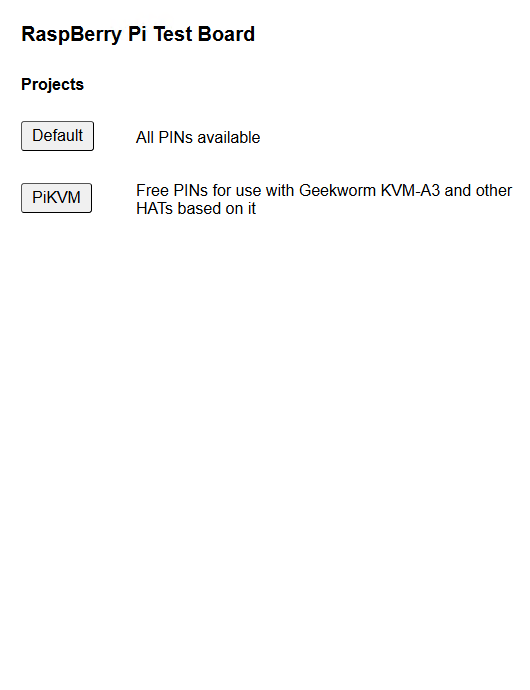 RaspBerry Pi Test Board
Projects
Default
All PINs available
PiKVM
Free PINs for use with Geekworm KVM-A3 and other
HATs based on it